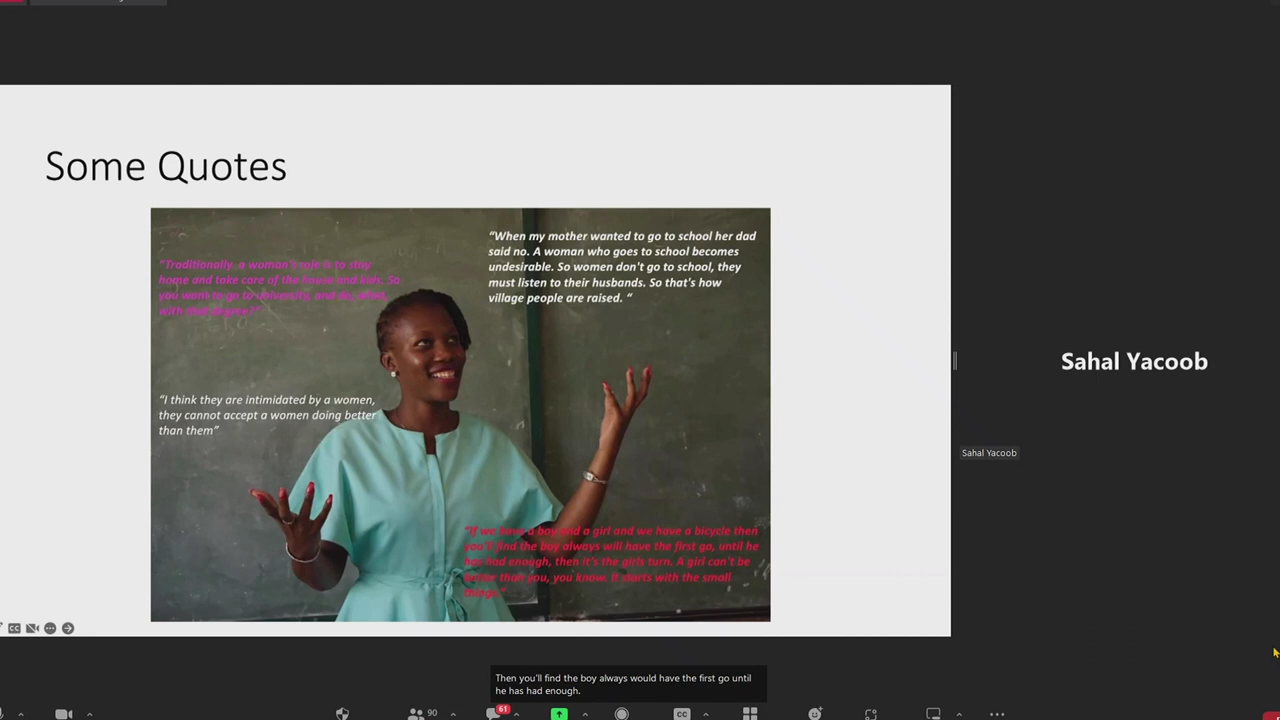 Some Quotes
“Traditionally, a woman's role is to stay
home and take care of the house and kids. So
you want to go to university, and do what
with that degree?”
“When my mother wanted to go to school her dad
said no. A woman who goes to school becomes
undesirable. So women don't go to school, they
must listen to their husbands. So that's how
village people are raised. “
“I think they are intimidated by a women,
they cannot accept a women doing better
than them”
“If we have a boy and a girl and we have a bicycle then
you'll find the boy always will have the first go, until he
has had enough, then it's the girls turn. A girl can't be
better than you, you know. It starts with the small
things.”
Sahal Yacoob
Sahal Yacoob
CC
Then you'll find the boy always would have the first go until
he has had enough.
90
61
CC